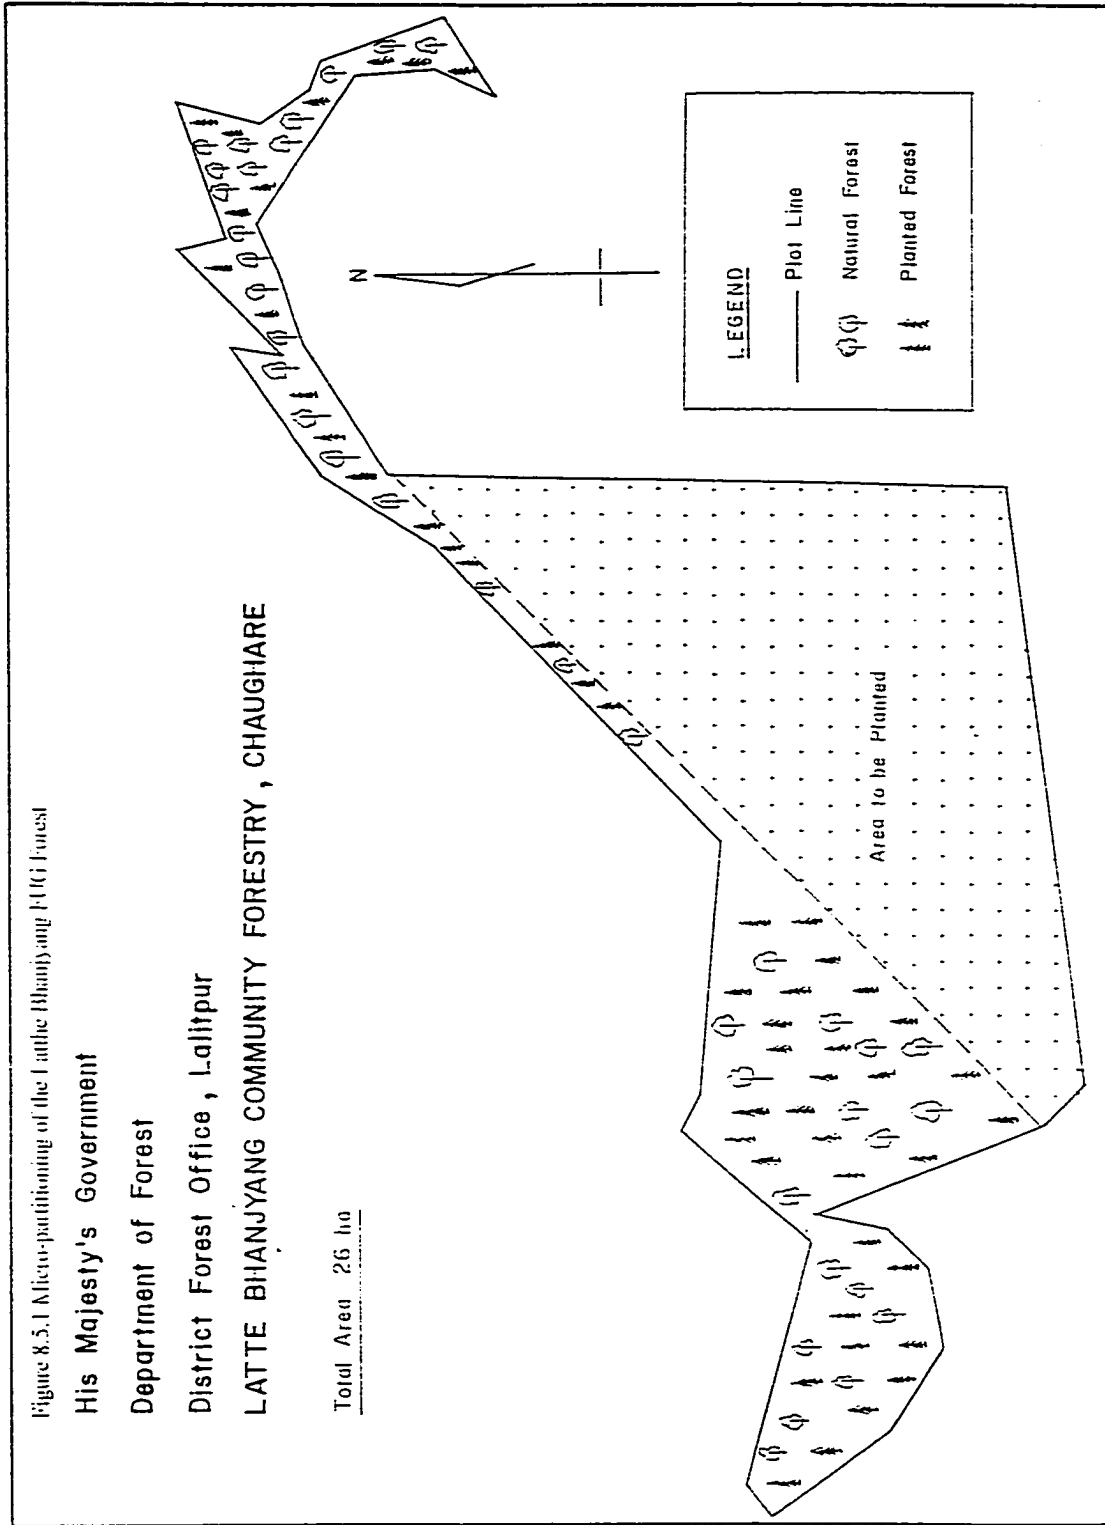 Figure 8.5.1 Micro-partitioning of the Latthe Bhanjyang FUG Forest
His Majesty's Government
Department of Forest
District Forest Office, Lalitpur
LATTE BHANJYANG COMMUNITY FORESTRY, CHAUGHARE
Total Area 26 ha
N
Area to be Planted
LEGEND
Plot Line
Natural Forest
Planted Forest